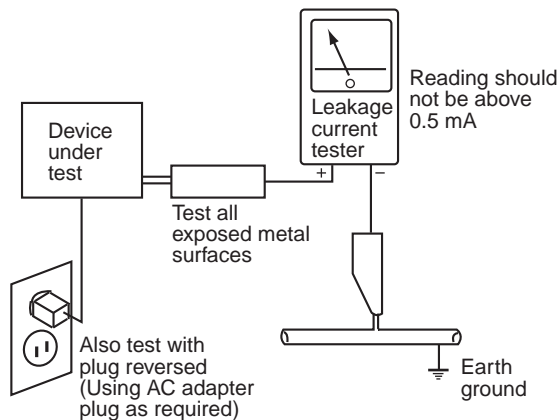 Device
under
test
Leakage
current
tester
+ −
Reading should
not be above
0.5 mA
Test all
exposed metal
surfaces
Also test with
plug reversed
(Using AC adapter
plug as required)
Earth
ground